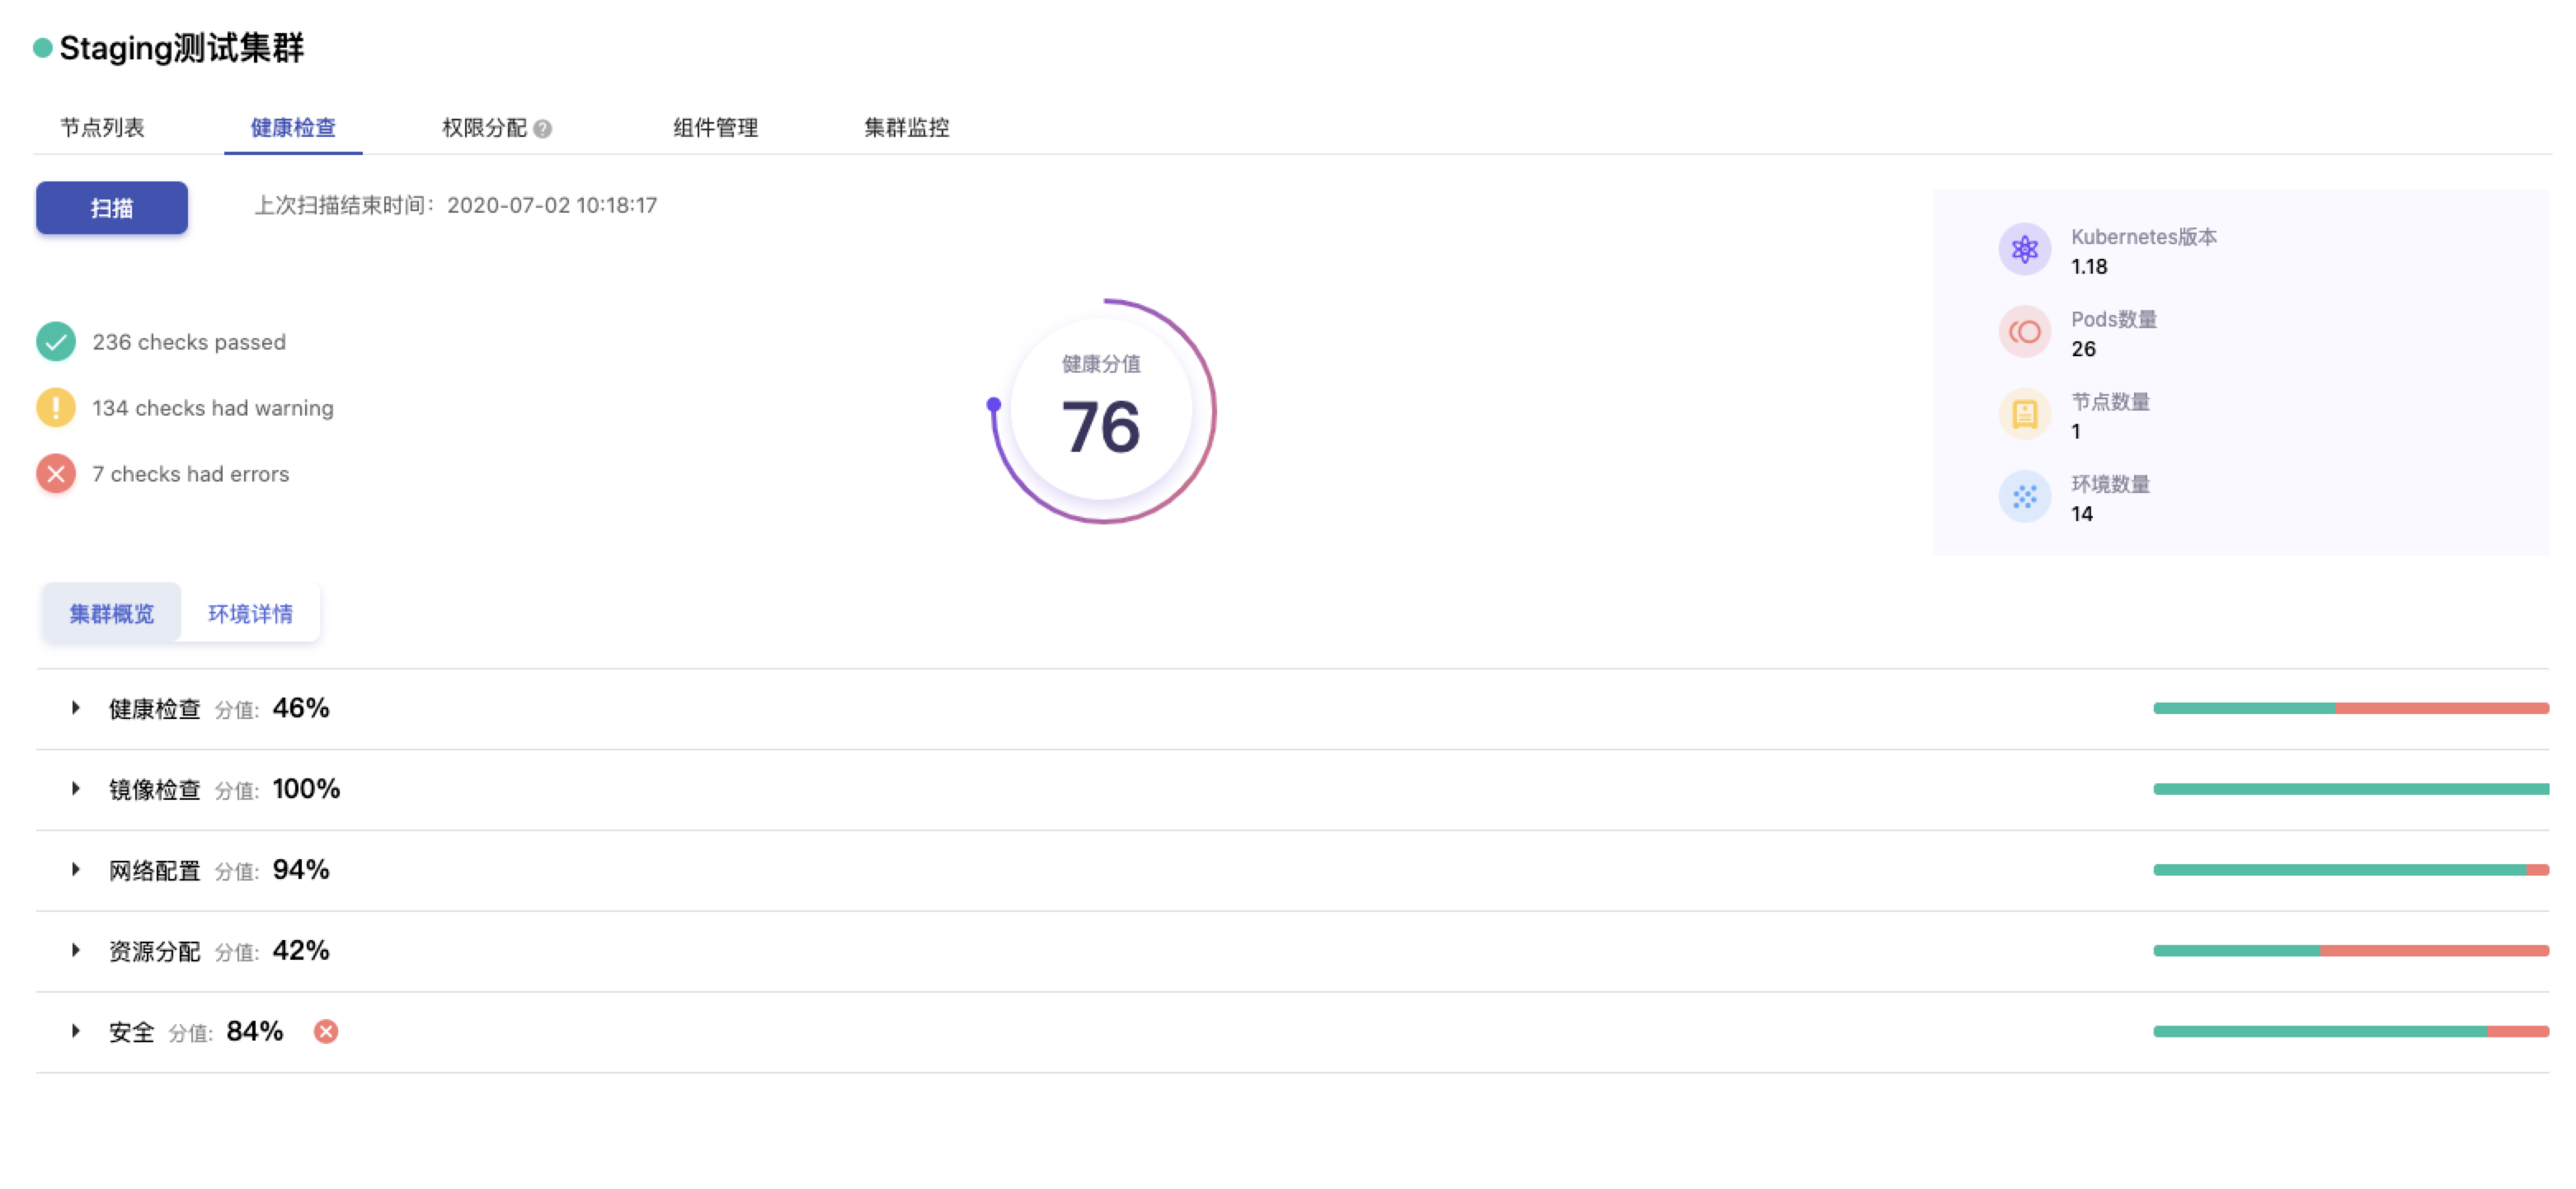 Staging测试集群
节点列表
健康检查
权限分配
组件管理
集群监控
扫描
上次扫描结束时间：2020-07-02 10:18:17
236 checks passed
134 checks had warning
7 checks had errors
健康分值
76
Kubernetes版本
1.18
Pods数量
26
节点数量
1
环境数量
14
集群概览
环境详情
健康检查 分值: 46%
镜像检查 分值: 100%
网络配置 分值: 94%
资源分配 分值: 42%
安全 分值: 84%